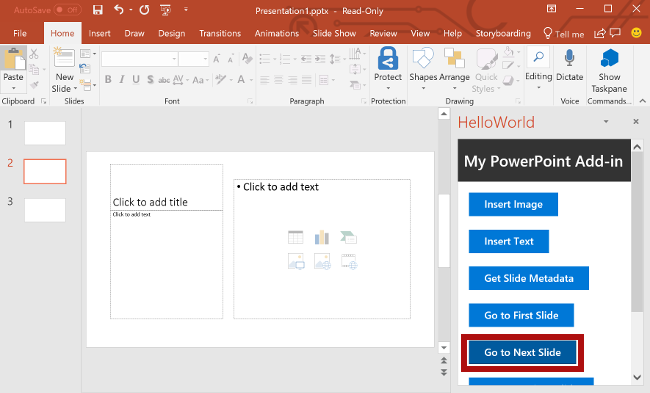 AutoSave Off Presentation1.pptx - Read-Only
File Home Insert Draw Design Transitions Animations Slide Show Review View Help Storyboarding Tell me
Paste New Slide B I U S abc AV Aa A Protect Shapes Arrange Quick Styles Editing Dictate Show Taskpane
Clipboard Slides Font Paragraph Protection Drawing Voice Commands...
1
2
3
Click to add title
Click to add text
• Click to add text
HelloWorld
My PowerPoint Add-in
Insert Image
Insert Text
Get Slide Metadata
Go to First Slide
Go to Next Slide